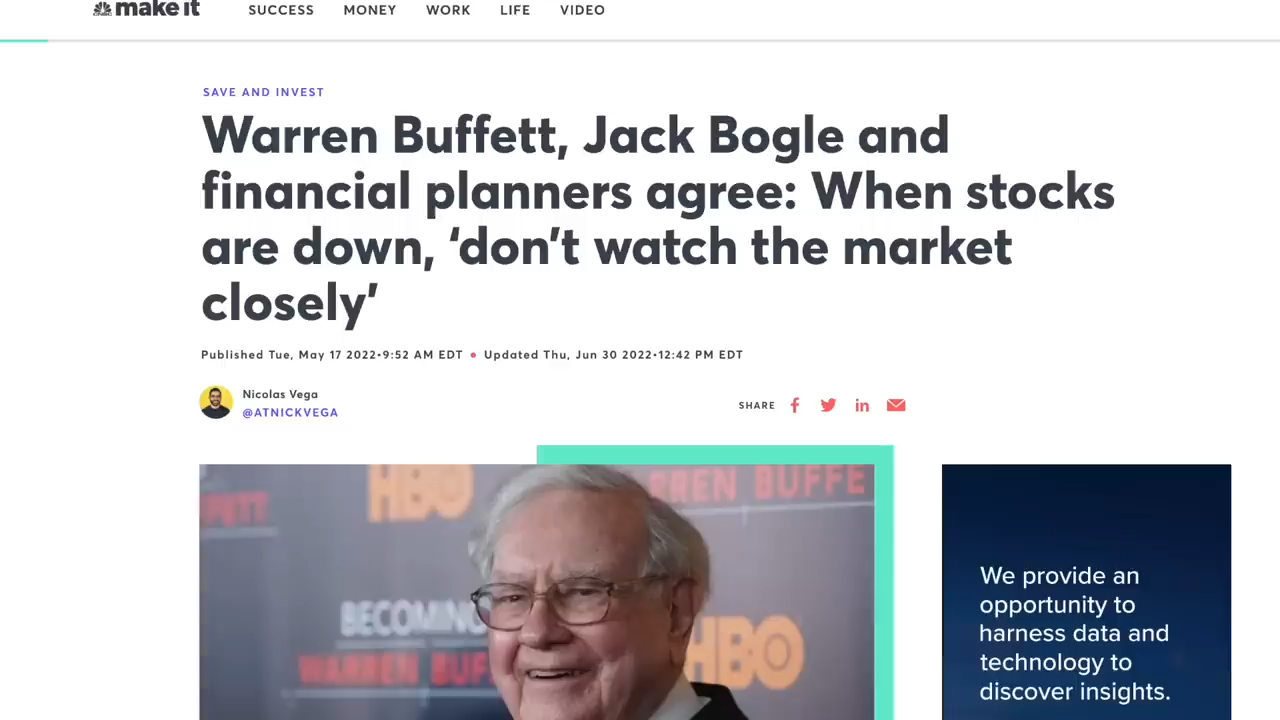 CNBC make it
SUCCESS MONEY WORK LIFE VIDEO
SAVE AND INVEST
Warren Buffett, Jack Bogle and
financial planners agree: When stocks
are down, ‘don’t watch the market
closely’
Published Tue, May 17 2022•9:52 AM EDT • Updated Thu, Jun 30 2022•12:42 PM EDT
Nicolas Vega
@ATNICKVEGA
SHARE
HBO
BECOMING
WARREN BUFF
HBO
We provide an
opportunity to
harness data and
technology to
discover insights.